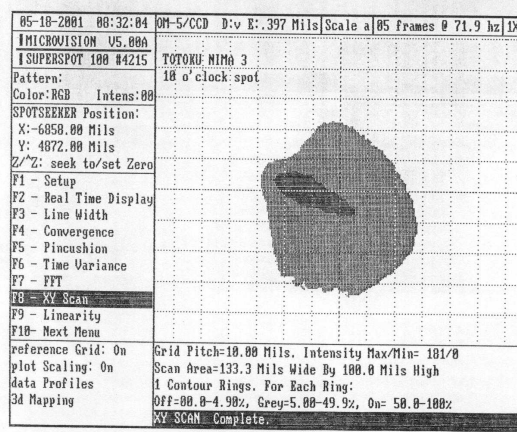 05-18-2001 08:32:04 OM-5/CCD D:v E:.397 Mils Scale a 05 frames @ 71.9 hz 1X
MICROVISION V5.00A
SUPERSPOT 100 #4215
TOTOKU NIMA 3
10 o'clock spot
Pattern:
Color:RGB Intens:80
SPOTSEEKER Position:
X:-6858.00 Mils
Y: 4872.00 Mils
Z/^Z: seek to/set Zero
F1 - Setup
F2 - Real Time Display
F3 - Line Width
F4 - Convergence
F5 - Pincushion
F6 - Time Variance
F7 - FFT
F8 - XY Scan
F9 - Linearity
F10- Next Menu
reference Grid: On
plot Scaling: On
data Profiles
3d Mapping
Grid Pitch=10.00 Mils. Intensity Max/Min= 181/0
Scan Area=133.3 Mils Wide By 100.0 Mils High
1 Contour Rings. For Each Ring:
Off=00.0-4.90%, Grey=5.00-49.9%, On= 50.0-100%
XY SCAN Complete.